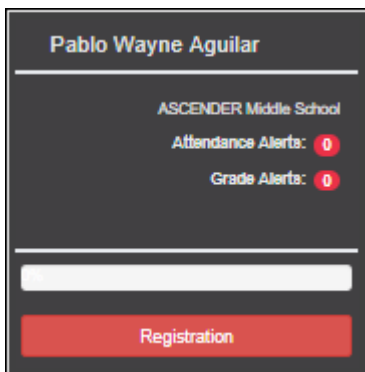 Pablo Wayne Aguilar
ASCENDER Middle School
Attendance Alerts: 0
Grade Alerts: 0
Registration